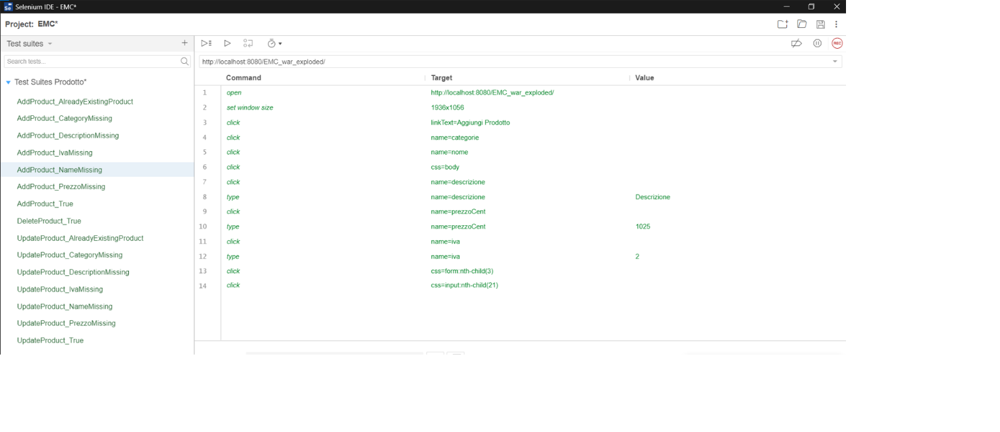 Selenium IDE - EMC*
Project: EMC*
Test suites
Search tests...
Test Suites Prodotto*
AddProduct_AlreadyExistingProduct
AddProduct_CategoryMissing
AddProduct_DescriptionMissing
AddProduct_IvaMissing
AddProduct_NameMissing
AddProduct_PrezzoMissing
AddProduct_True
DeleteProduct_True
UpdateProduct_AlreadyExistingProduct
UpdateProduct_CategoryMissing
UpdateProduct_DescriptionMissing
UpdateProduct_IvaMissing
UpdateProduct_NameMissing
UpdateProduct_PrezzoMissing
UpdateProduct_True
REC
http://localhost:8080/EMC_war_exploded/
Command Target Value
1 open http://localhost:8080/EMC_war_exploded/
2 set window size 1936x1056
3 click linkText=Aggiungi Prodotto
4 click name=categorie
5 click name=nome
6 click css=body
7 click name=descrizione
8 type name=descrizione Descrizione
9 click name=prezzoCent
10 type name=prezzoCent 1025
11 click name=iva
12 type name=iva 2
13 click css=form:nth-child(3)
14 click css=input:nth-child(21)